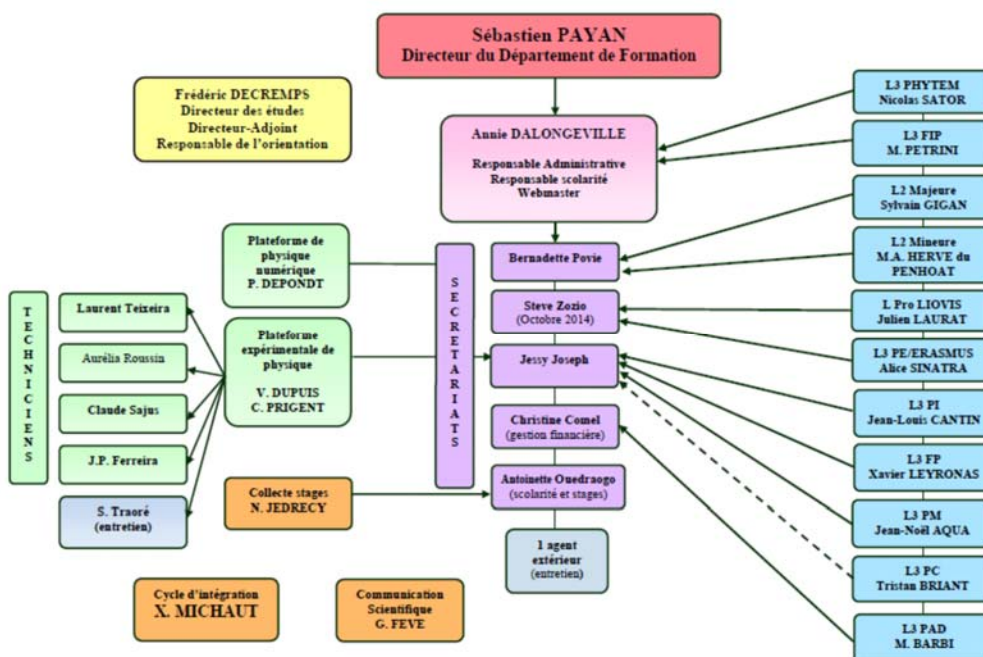 Sébastien PAYAN
Directeur du Département de Formation
Frédéric DECREMPS
Directeur des études
Directeur-Adjoint
Responsable de l'orientation
Annie DALONGEVILLE
Responsable Administrative
Responsable scolarité
Webmaster
L3 PHYTEM
Nicolas SATOR
L3 FIP
M. PETRINI
L2 Majeure
Sylvain GIGAN
L2 Mineure
M.A. HERVE du
PENHOAT
L Pro LIOVIS
Julien LAURAT
L3 PE/ERASMUS
Alice SINATRA
L3 PI
Jean-Louis CANTIN
L3 FP
Xavier LEYRONAS
L3 PM
Jean-Noël AQUA
L3 PC
Tristan BRIANT
L3 PAD
M. BARBI
Plateforme de
physique
numérique
P. DEPONDT
Plateforme
expérimentale de
physique
V. DUPUIS
C. PRIGENT
SECRETARIATS
Bernadette Povie
Steve Zozio
(Octobre 2014)
Jessy Joseph
Christine Comel
(gestion financière)
Antoinette Ouedraogo
(scolarité et stages)
1 agent
extérieur
(entretien)
TECHNICIENS
Laurent Teixeira
Aurélia Roussin
Claude Sajus
J.P. Ferreira
S. Traoré
(entretien)
Collecte stages
N. JEDRECY
Cycle d'intégration
X. MICHAUT
Communication
Scientifique
G. FEVE